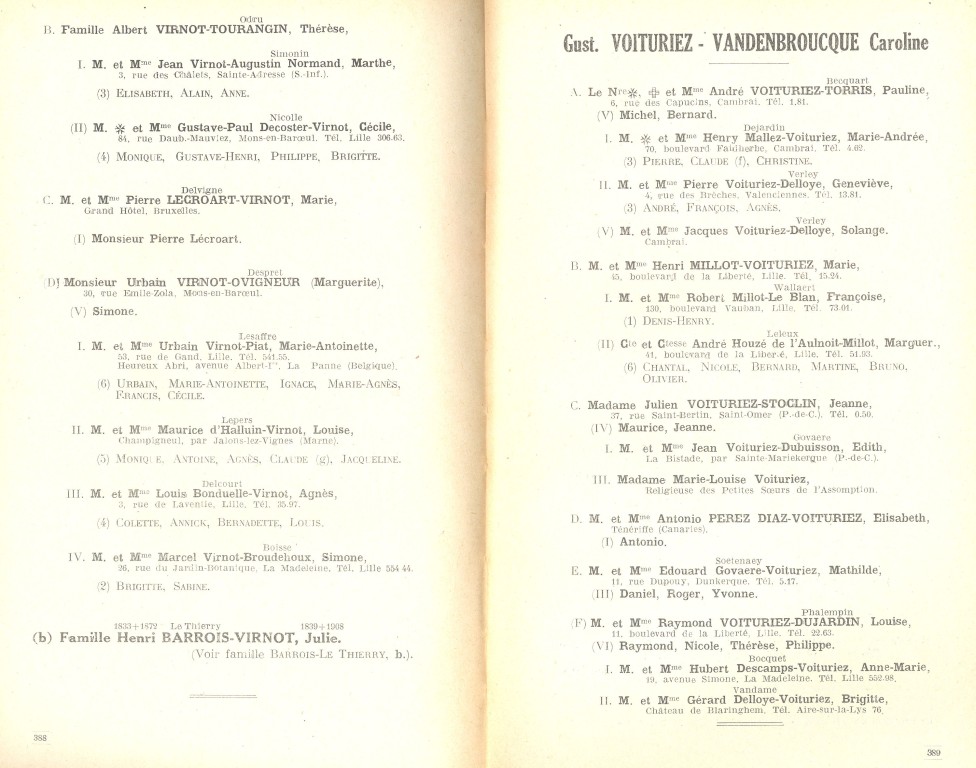 Odru
B. Famille Albert VIRNOT-TOURANGIN, Thérèse,
Simonin
I. M. et Mme Jean Virnot-Augustin Normand, Marthe,
3, rue des Châlets, Sainte-Adresse (S.-Inf.).
(3) ELISABETH, ALAIN, ANNE.
Nicolle
(II) M. ※ et Mme Gustave-Paul Decoster-Virnot, Cécile,
84, rue Daub.-Mauviez, Mons-en-Barœul. Tél. Lille 306.63.
(4) MONIQUE, GUSTAVE-HENRI, PHILIPPE, BRIGITTE.
Delvigne
C. M. et Mme Pierre LECROART-VIRNOT, Marie,
Grand Hôtel, Bruxelles.
(I) Monsieur Pierre Lécroart.
Despret
(D) Monsieur Urbain VIRNOT-OVIGNEUR (Marguerite),
30, rue Emile-Zola, Mons-en-Barœul.
(V) Simone.
Lesaffre
I. M. et Mme Urbain Virnot-Piat, Marie-Antoinette,
53, rue de Gand, Lille. Tél. 541.55.
Heureux Abri, avenue Albert-Ier, La Panne (Belgique).
(6) URBAIN, MARIE-ANTOINETTE, IGNACE, MARIE-AGNÈS,
FRANCIS, CÉCILE.
Lepers
II. M. et Mme Maurice d'Halluin-Virnot, Louise,
Champigneul, par Jalons-lez-Vignes (Marne).
(5) MONIQUE, ANTOINE, AGNÈS, CLAUDE (g), JACQUELINE.
Delcourt
III. M. et Mme Louis Bonduelle-Virnot, Agnès,
3, rue de Lavenile, Lille. Tél. 35.97.
(4) COLETTE, ANNICK, BERNADETTE, LOUIS.
Boisse
IV. M. et Mme Marcel Virnot-Broudehoux, Simone,
26, rue du Jardin-Botanique, La Madeleine. Tél. Lille 554 44.
(2) BRIGITTE, SABINE.
1833+1872 Le Thierry 1839+1908
(b) Famille Henri BARROIS-VIRNOT, Julie.
(Voir famille BARROIS-LE THIERRY, b.).
388
Gust. VOITURIEZ - VANDENBROUCQUE Caroline
Becquart
A. Le Nre※, ✙ et Mme André VOITURIEZ-TORRIS, Pauline,
6, rue des Capucins, Cambrai. Tél. 1.81.
(V) Michel, Bernard.
Dejardin
I. M. ※ et Mme Henry Mallez-Voituriez, Marie-Andrée,
70, boulevard Faidherbe, Cambrai. Tél. 4.62.
(3) PIERRE, CLAUDE (f), CHRISTINE.
Verley
II. M. et Mme Pierre Voituriez-Delloye, Geneviève,
4, rue des Brèches, Valenciennes. Tél. 13.81.
(3) ANDRÉ, FRANÇOIS, AGNÈS.
Verley
(V) M. et Mme Jacques Voituriez-Delloye, Solange.
Cambrai.
B. M. et Mme Henri MILLOT-VOITURIEZ, Marie,
45, boulevard de la Liberté, Lille. Tél. 15.24.
Wallaert
I. M. et Mme Robert Millot-Le Blan, Françoise,
130, boulevard Vauban, Lille. Tél. 73.01.
(1) DENIS-HENRY.
Leleux
(II) Cte et Ctesse André Houzé de l'Aulnoit-Millot, Marguer.,
41, boulevard de la Liberté, Lille. Tél. 51.93.
(6) CHANTAL, NICOLE, BERNARD, MARTINE, BRUNO,
OLIVIER.
C. Madame Julien VOITURIEZ-STOCLIN, Jeanne,
37, rue Saint-Bertin, Saint-Omer (P.-de-C.). Tél. 6.50.
(IV) Maurice, Jeanne.
Govaere
I. M. et Mme Jean Voituriez-Dubuisson, Edith,
La Bistade, par Sainte-Mariekerque (P.-de-C.).
III. Madame Marie-Louise Voituriez,
Religieuse des Petites Sœurs de l'Assomption.
D. M. et Mme Antonio PEREZ DIAZ-VOITURIEZ, Elisabeth,
Ténériffe (Canaries).
(I) Antonio.
Soetenaey
E. M. et Mme Edouard Govaere-Voituriez, Mathilde,
11, rue Dupouy, Dunkerque. Tél. 5.17.
(III) Daniel, Roger, Yvonne.
Phalempin
(F) M. et Mme Raymond VOITURIEZ-DUJARDIN, Louise,
11, boulevard de la Liberté, Lille. Tél. 22.63.
(VI) Raymond, Nicole, Thérèse, Philippe.
Bocquet
I. M. et Mme Hubert Descamps-Voituriez, Anne-Marie,
19, avenue Simone, La Madeleine. Tél. Lille 552-98.
Vandame
II. M. et Mme Gérard Delloye-Voituriez, Brigitte,
Château de Blaringhem. Tél. Aire-sur-la-Lys 76.
389